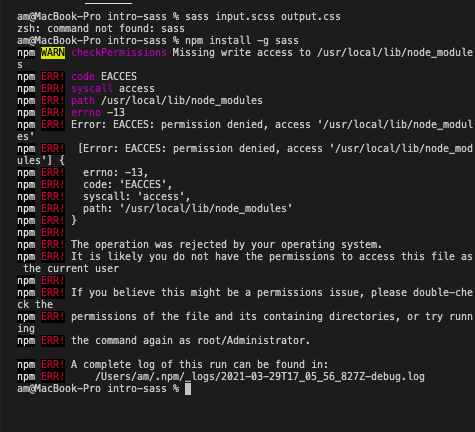 am@MacBook-Pro intro-sass % sass input.scss output.css
zsh: command not found: sass
am@MacBook-Pro intro-sass % npm install -g sass
npm WARN checkPermissions Missing write access to /usr/local/lib/node_module
s
npm ERR! code EACCES
npm ERR! syscall access
npm ERR! path /usr/local/lib/node_modules
npm ERR! errno -13
npm ERR! Error: EACCES: permission denied, access '/usr/local/lib/node_modul
es'
npm ERR!  [Error: EACCES: permission denied, access '/usr/local/lib/node_mod
ules'] {
npm ERR!   errno: -13,
npm ERR!   code: 'EACCES',
npm ERR!   syscall: 'access',
npm ERR!   path: '/usr/local/lib/node_modules'
npm ERR! }
npm ERR!
npm ERR! The operation was rejected by your operating system.
npm ERR! It is likely you do not have the permissions to access this file as
 the current user
npm ERR!
npm ERR! If you believe this might be a permissions issue, please double-che
ck the
npm ERR! permissions of the file and its containing directories, or try runn
ing
npm ERR! the command again as root/Administrator.

npm ERR! A complete log of this run can be found in:
npm ERR!     /Users/am/.npm/_logs/2021-03-29T17_05_56_827Z-debug.log
am@MacBook-Pro intro-sass %